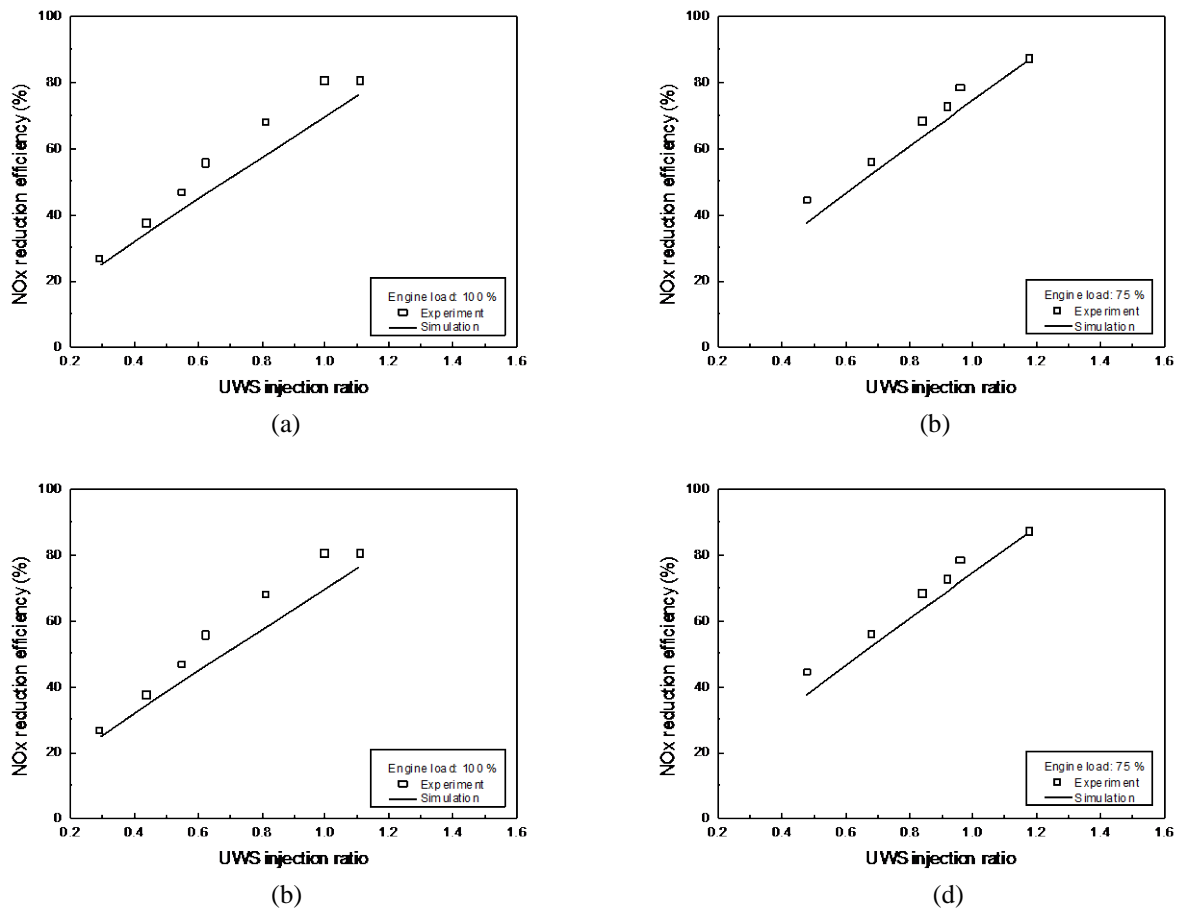 100
80
60
40
20
0
NOx reduction efficiency (%)
Engine load: 100 %
Experiment
Simulation
0.2 0.4 0.6 0.8 1.0 1.2 1.4 1.6
UWS injection ratio
(a)
100
80
60
40
20
0
NOx reduction efficiency (%)
Engine load: 75 %
Experiment
Simulation
0.2 0.4 0.6 0.8 1.0 1.2 1.4 1.6
UWS injection ratio
(b)
100
80
60
40
20
0
NOx reduction efficiency (%)
Engine load: 100 %
Experiment
Simulation
0.2 0.4 0.6 0.8 1.0 1.2 1.4 1.6
UWS injection ratio
(b)
100
80
60
40
20
0
NOx reduction efficiency (%)
Engine load: 75 %
Experiment
Simulation
0.2 0.4 0.6 0.8 1.0 1.2 1.4 1.6
UWS injection ratio
(d)